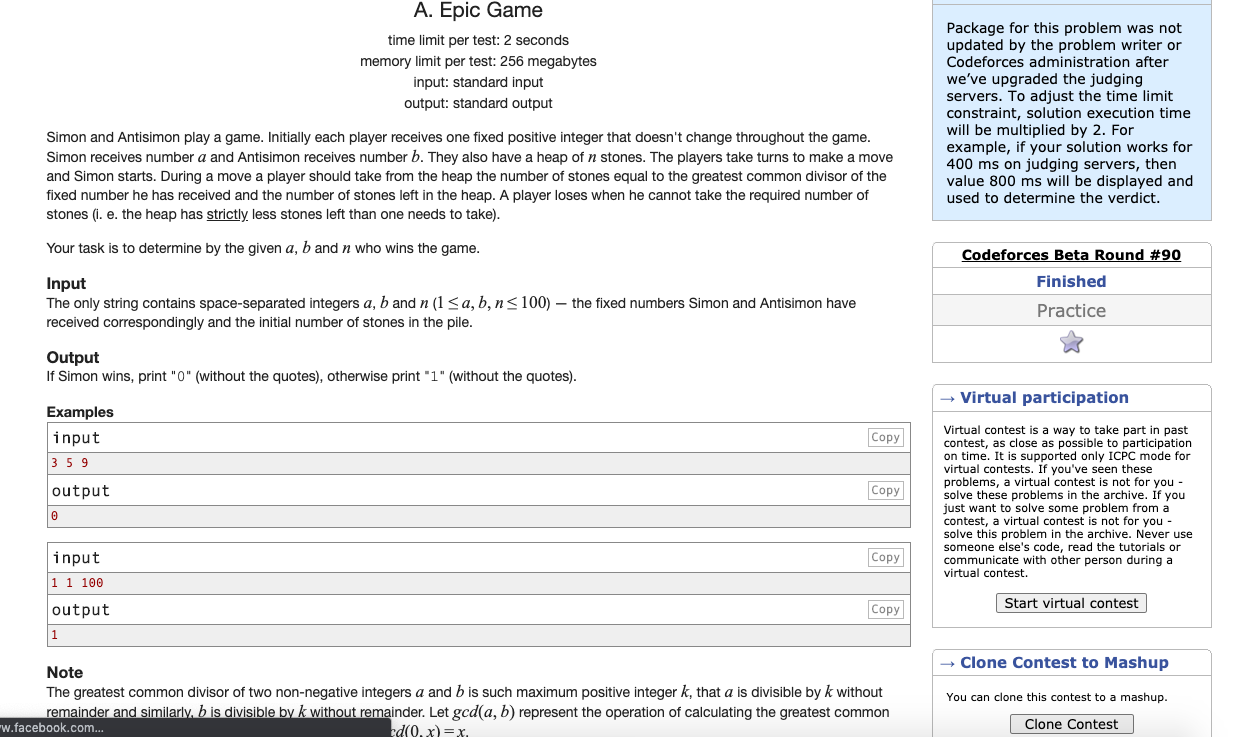 A. Epic Game
time limit per test: 2 seconds
memory limit per test: 256 megabytes
input: standard input
output: standard output
Simon and Antisimon play a game. Initially each player receives one fixed positive integer that doesn't change throughout the game.
Simon receives number a and Antisimon receives number b. They also have a heap of n stones. The players take turns to make a move
and Simon starts. During a move a player should take from the heap the number of stones equal to the greatest common divisor of the
fixed number he has received and the number of stones left in the heap. A player loses when he cannot take the required number of
stones (i. e. the heap has strictly less stones left than one needs to take).
Your task is to determine by the given a, b and n who wins the game.
Input
The only string contains space-separated integers a, b and n (1 ≤ a, b, n ≤ 100) — the fixed numbers Simon and Antisimon have
received correspondingly and the initial number of stones in the pile.
Output
If Simon wins, print "0" (without the quotes), otherwise print "1" (without the quotes).
Examples
input
Copy
3 5 9
output
Copy
0
input
Copy
1 1 100
output
Copy
1
Note
The greatest common divisor of two non-negative integers a and b is such maximum positive integer k, that a is divisible by k without
remainder and similarly, b is divisible by k without remainder. Let gcd(a, b) represent the operation of calculating the greatest common
cd(0, x) = x.
w.facebook.com...
Package for this problem was not
updated by the problem writer or
Codeforces administration after
we've upgraded the judging
servers. To adjust the time limit
constraint, solution execution time
will be multiplied by 2. For
example, if your solution works for
400 ms on judging servers, then
value 800 ms will be displayed and
used to determine the verdict.
Codeforces Beta Round #90
Finished
Practice
→ Virtual participation
Virtual contest is a way to take part in past
contest, as close as possible to participation
on time. It is supported only ICPC mode for
virtual contests. If you've seen these
problems, a virtual contest is not for you -
solve these problems in the archive. If you
just want to solve some problem from a
contest, a virtual contest is not for you -
solve this problem in the archive. Never use
someone else's code, read the tutorials or
communicate with other person during a
virtual contest.
Start virtual contest
→ Clone Contest to Mashup
You can clone this contest to a mashup.
Clone Contest